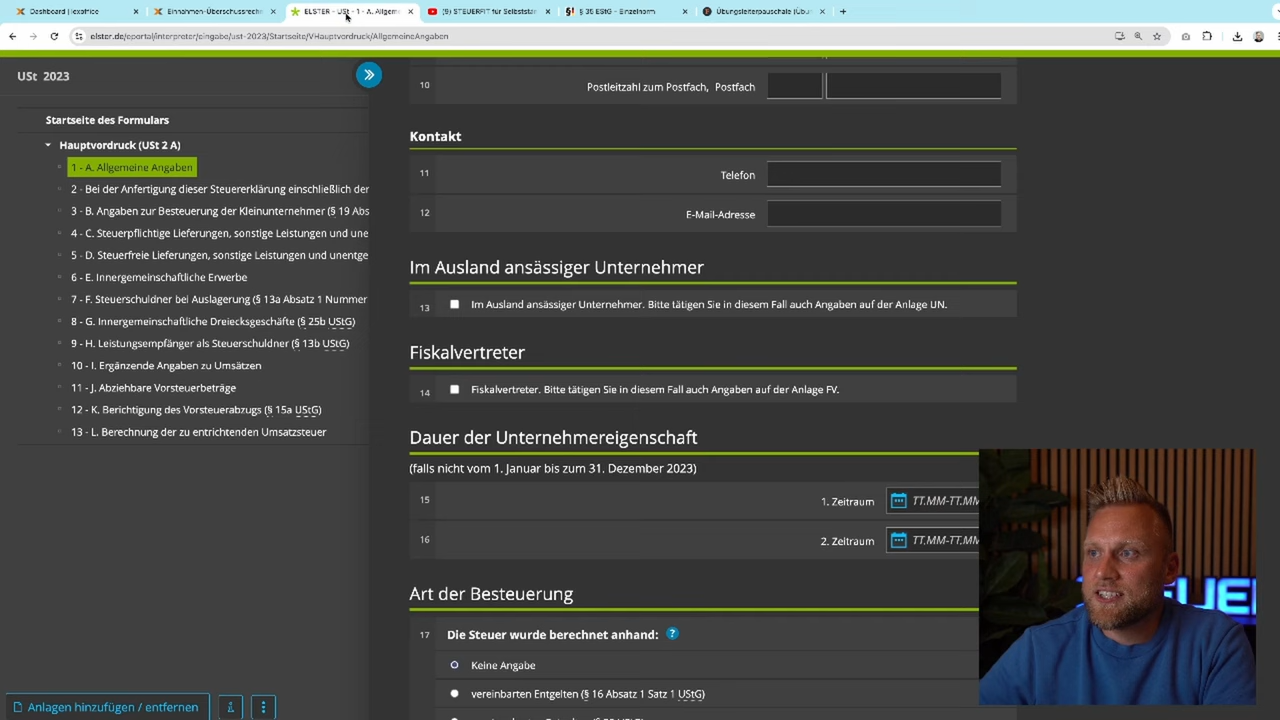 Dashboard | lexoffice
Einnahmen-Überschussrechn
ELSTER - USt - 1 - A. Allgem
(9) STEUERFIT für Selbststän
§ 35 EStG - Einzelnorm
Übungsleiterpauschale (Übu
elster.de/eportal/interpreter/eingabe/ust-2023/Startseite/VHauptvordruck/AllgemeineAngaben
USt 2023
Startseite des Formulars
Hauptvordruck (USt 2 A)
1 - A. Allgemeine Angaben
2 - Bei der Anfertigung dieser Steuererklärung einschließlich der
3 - B. Angaben zur Besteuerung der Kleinunternehmer (§ 19 Abs
4 - C. Steuerpflichtige Lieferungen, sonstige Leistungen und une
5 - D. Steuerfreie Lieferungen, sonstige Leistungen und unentge
6 - E. Innergemeinschaftliche Erwerbe
7 - F. Steuerschuldner bei Auslagerung (§ 13a Absatz 1 Nummer
8 - G. Innergemeinschaftliche Dreiecksgeschäfte (§ 25b UStG)
9 - H. Leistungsempfänger als Steuerschuldner (§ 13b UStG)
10 - I. Ergänzende Angaben zu Umsätzen
11 - J. Abziehbare Vorsteuerbeträge
12 - K. Berichtigung des Vorsteuerabzugs (§ 15a UStG)
13 - L. Berechnung der zu entrichtenden Umsatzsteuer
Anlagen hinzufügen / entfernen
10 Postleitzahl zum Postfach, Postfach
Kontakt
11 Telefon
12 E-Mail-Adresse
Im Ausland ansässiger Unternehmer
13 Im Ausland ansässiger Unternehmer. Bitte tätigen Sie in diesem Fall auch Angaben auf der Anlage UN.
Fiskalvertreter
14 Fiskalvertreter. Bitte tätigen Sie in diesem Fall auch Angaben auf der Anlage FV.
Dauer der Unternehmereigenschaft
(falls nicht vom 1. Januar bis zum 31. Dezember 2023)
15 1. Zeitraum TT.MM-TT.MM
16 2. Zeitraum TT.MM-TT.MM
Art der Besteuerung
17 Die Steuer wurde berechnet anhand: ?
Keine Angabe
vereinbarten Entgelten (§ 16 Absatz 1 Satz 1 UStG)